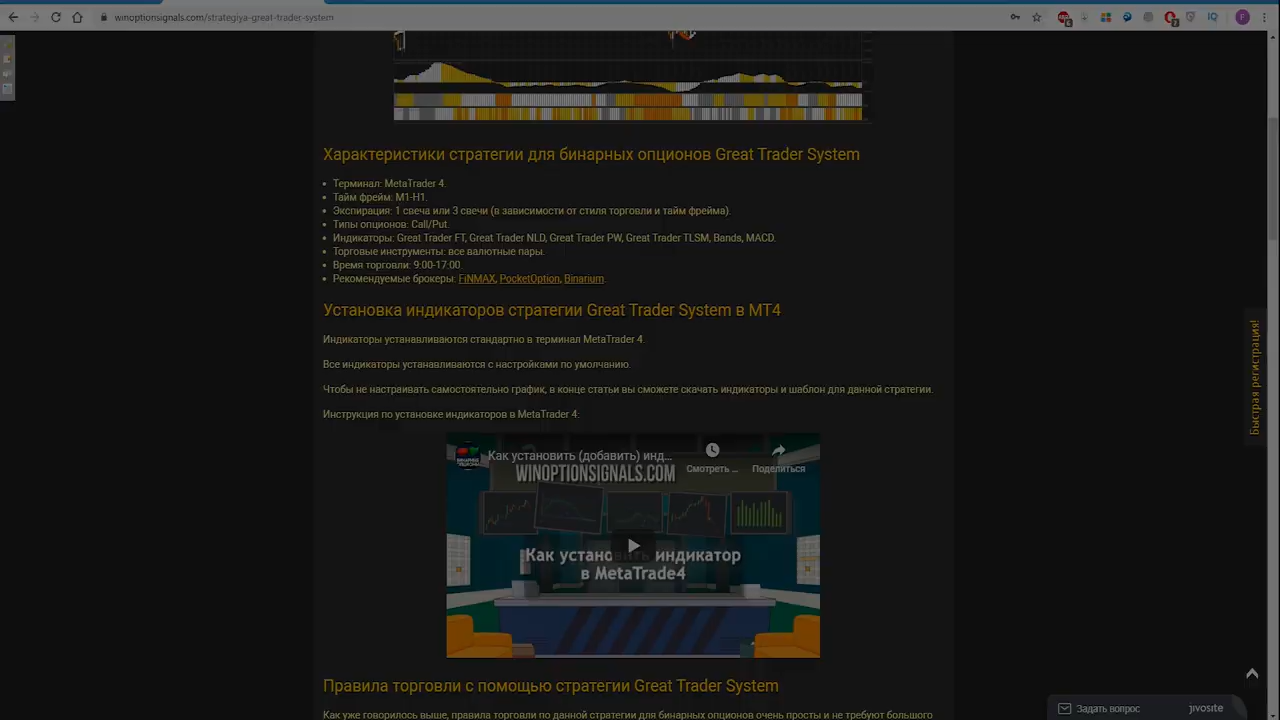 winoptionsignals.com/strategiya-great-trader-system
Характеристики стратегии для бинарных опционов Great Trader System
Терминал: MetaTrader 4.
Тайм фрейм: M1-H1.
Экспирация: 1 свеча или 3 свечи (в зависимости от стиля торговли и тайм фрейма).
Типы опционов: Call/Put.
Индикаторы: Great Trader FT, Great Trader NLD, Great Trader PW, Great Trader TLSM, Bands, MACD.
Торговые инструменты: все валютные пары.
Время торговли: 9:00-17:00.
Рекомендуемые брокеры: FiNMAX, PocketOption, Binarium.
Установка индикаторов стратегии Great Trader System в MT4
Индикаторы устанавливаются стандартно в терминал MetaTrader 4.
Все индикаторы устанавливаются с настройками по умолчанию.
Чтобы не настраивать самостоятельно график, в конце статьи вы сможете скачать индикаторы и шаблон для данной стратегии.
Инструкция по установке индикаторов в MetaTrader 4:
Как установить (добавить) инд...
Смотреть ...
Поделиться
WINOPTIONSIGNALS.COM
Как установить индикатор
в MetaTrade4
Быстрая регистрация!
Правила торговли с помощью стратегии Great Trader System
Как уже говорилось выше, правила торговли по данной стратегии для бинарных опционов очень просты и не требуют большого
Задать вопрос
jivosite